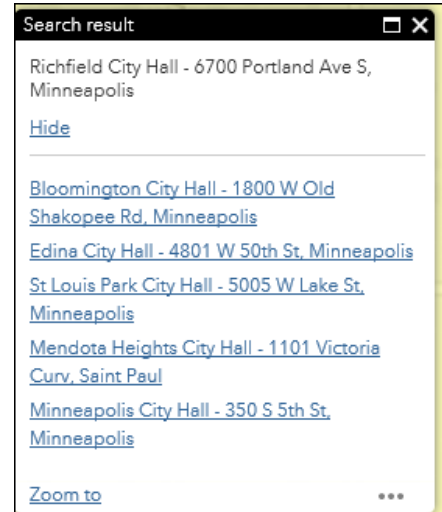 Search result
Richfield City Hall - 6700 Portland Ave S,
Minneapolis
Hide
Bloomington City Hall - 1800 W Old
Shakopee Rd, Minneapolis
Edina City Hall - 4801 W 50th St, Minneapolis
St Louis Park City Hall - 5005 W Lake St,
Minneapolis
Mendota Heights City Hall - 1101 Victoria
Curv, Saint Paul
Minneapolis City Hall - 350 S 5th St,
Minneapolis
Zoom to